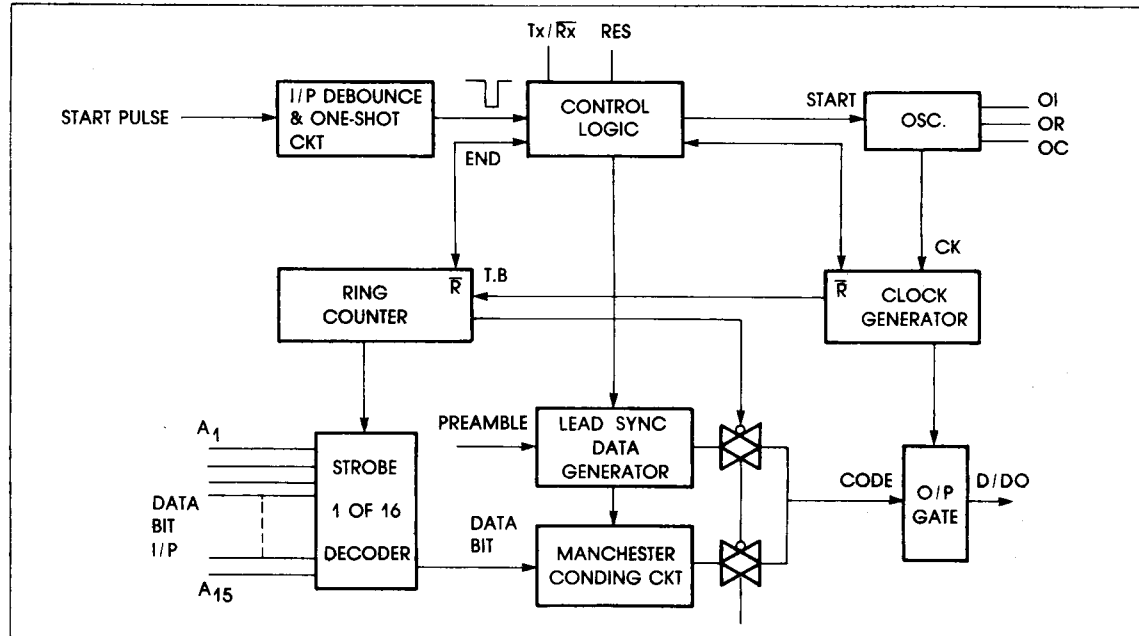 Tx/R̅x̅ RES
START PULSE
I/P DEBOUNCE
& ONE-SHOT
CKT
CONTROL
LOGIC
START
OSC.
OI
OR
OC
END
CK
RING
COUNTER
R̅
T.B
R̅
CLOCK
GENERATOR
PREAMBLE
LEAD SYNC
DATA
GENERATOR
A1
DATA
BIT
I/P
A15
STROBE
1 OF 16
DECODER
DATA
BIT
MANCHESTER
CONDING CKT
CODE
O/P
GATE
D/DO